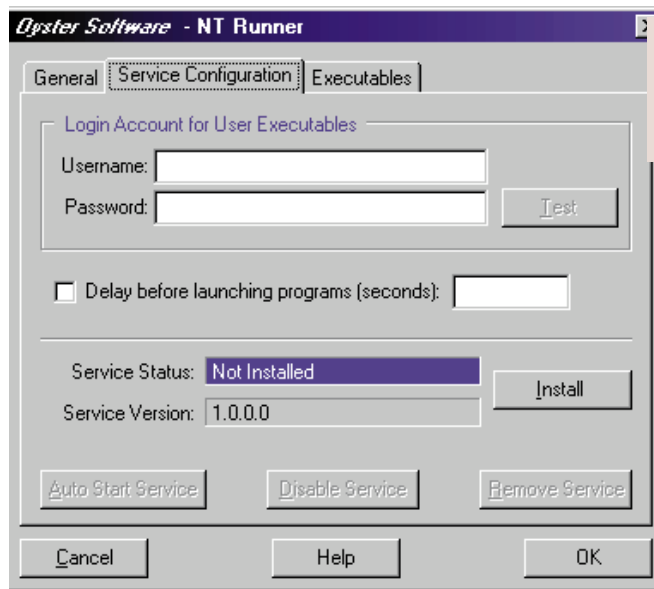 Oyster Software - NT Runner
General Service Configuration Executables
Login Account for User Executables
Username:
Password: Test
Delay before launching programs (seconds):
Service Status: Not Installed
Install
Service Version: 1.0.0.0
Auto Start Service Disable Service Remove Service
Cancel Help OK